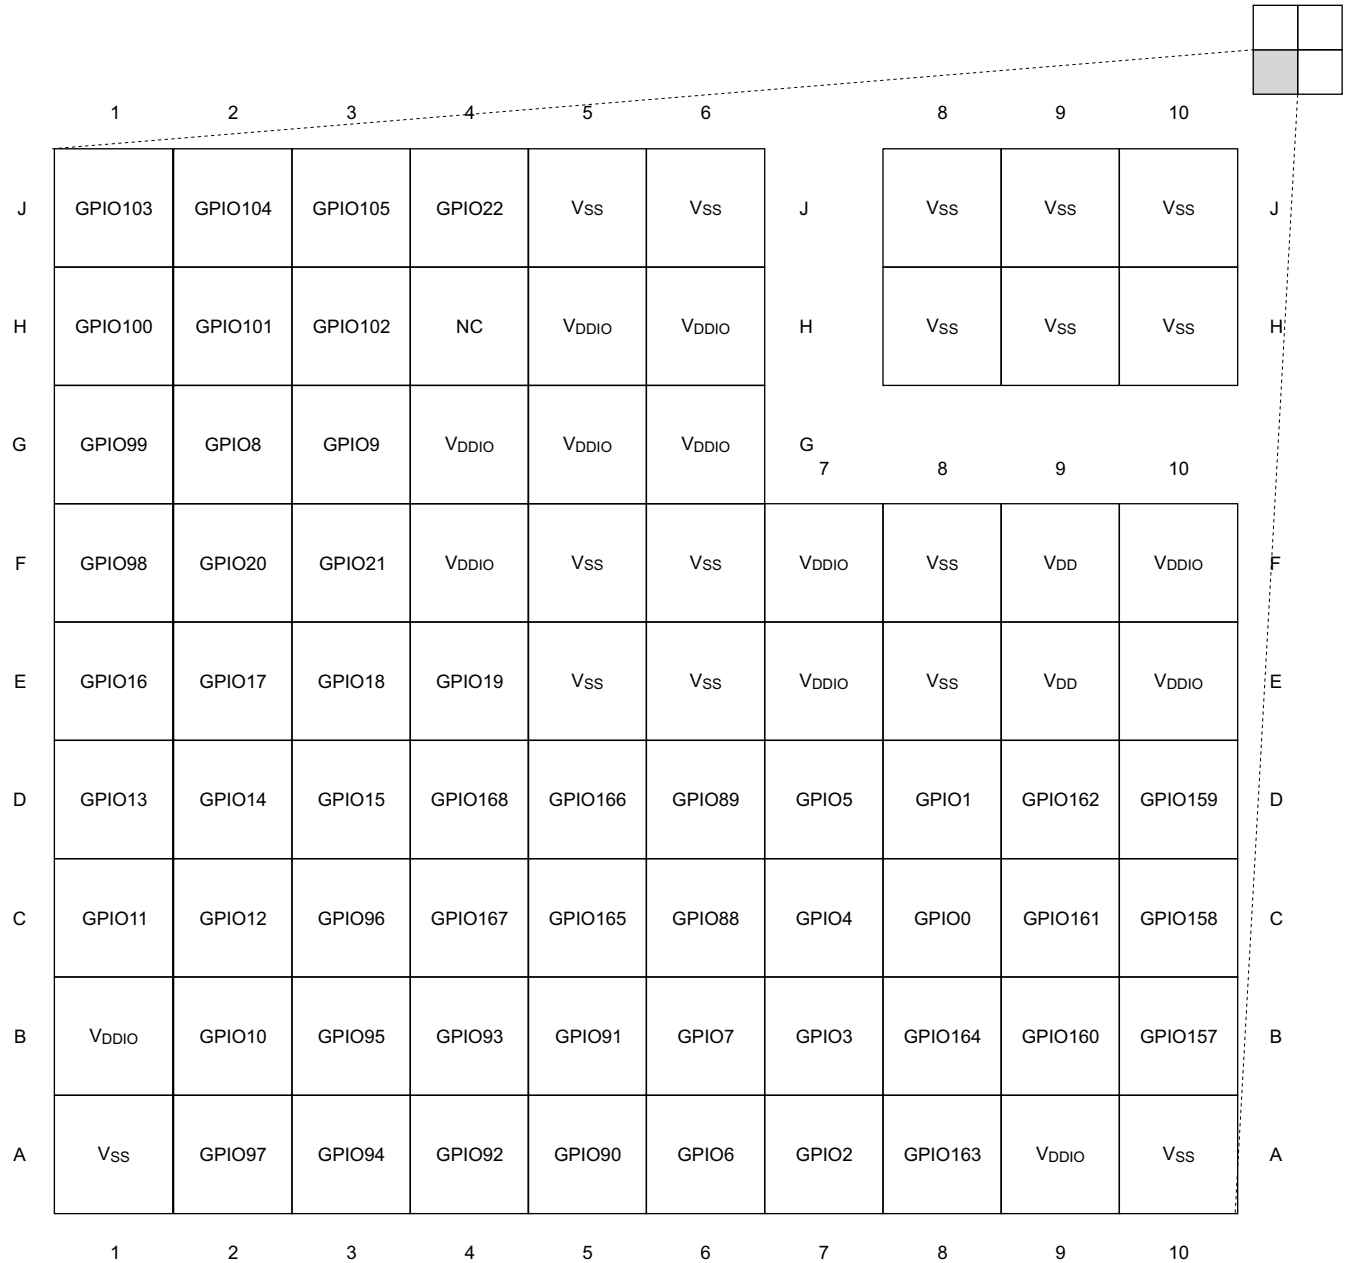 1 2 3 4 5 6 8 9 10
J GPIO103 GPIO104 GPIO105 GPIO22 VSS VSS J VSS VSS VSS J
H GPIO100 GPIO101 GPIO102 NC VDDIO VDDIO H VSS VSS VSS H
G GPIO99 GPIO8 GPIO9 VDDIO VDDIO VDDIO G
7 8 9 10
F GPIO98 GPIO20 GPIO21 VDDIO VSS VSS VDDIO VSS VDD VDDIO F
E GPIO16 GPIO17 GPIO18 GPIO19 VSS VSS VDDIO VSS VDD VDDIO E
D GPIO13 GPIO14 GPIO15 GPIO168 GPIO166 GPIO89 GPIO5 GPIO1 GPIO162 GPIO159 D
C GPIO11 GPIO12 GPIO96 GPIO167 GPIO165 GPIO88 GPIO4 GPIO0 GPIO161 GPIO158 C
B VDDIO GPIO10 GPIO95 GPIO93 GPIO91 GPIO7 GPIO3 GPIO164 GPIO160 GPIO157 B
A VSS GPIO97 GPIO94 GPIO92 GPIO90 GPIO6 GPIO2 GPIO163 VDDIO VSS A
1 2 3 4 5 6 7 8 9 10